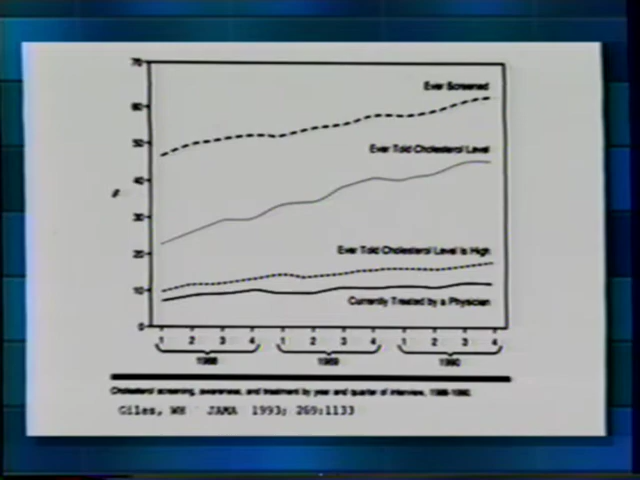 70
Ever Screened
60
50
Ever Told Cholesterol Level
40
%
30
20
Ever Told Cholesterol Level is High
10
Currently Treated by a Physician
0
1 2 3 4 1 2 3 4 1 2 3 4
1988 1989 1990
Cholesterol screening, awareness, and treatment by year and quarter of interview, 1988-1990.
Giles, WH JAMA 1993; 269:1133